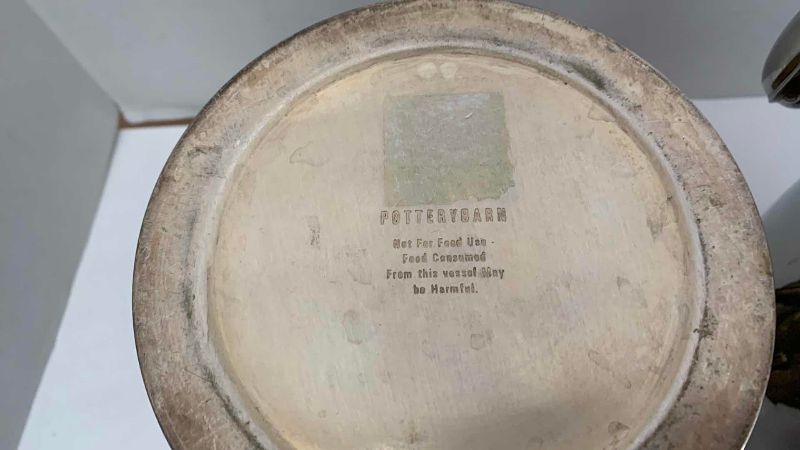 POTTERYBARN
Not For Food Use -
Food Consumed
From this vessel May
be Harmful.